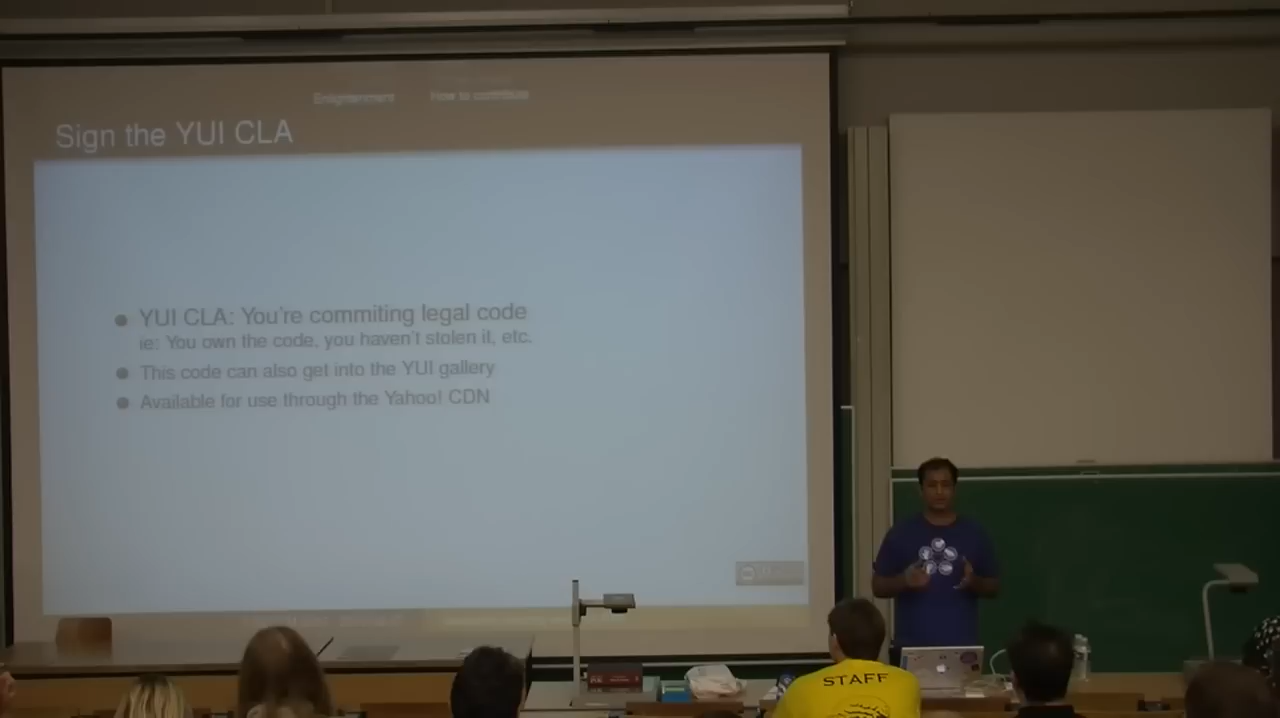 Enlightenment How to contribute
Sign the YUI CLA
YUI CLA: You're commiting legal code
ie: You own the code, you haven't stolen it, etc.
This code can also get into the YUI gallery
Available for use through the Yahoo! CDN
STAFF